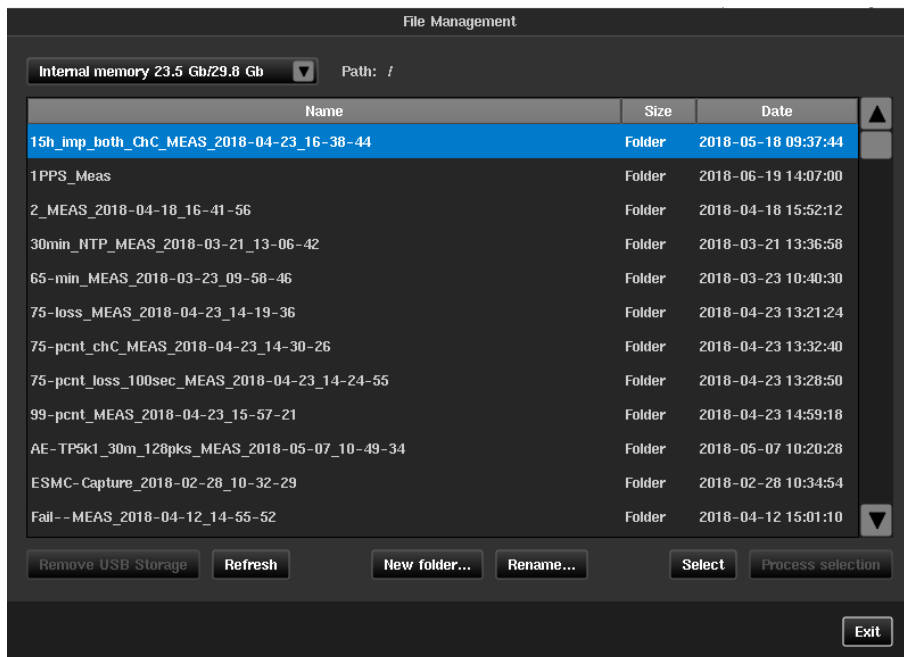 File Management
Internal memory 23.5 Gb/29.8 Gb Path: /
Name Size Date
15h_imp_both_ChC_MEAS_2018-04-23_16-38-44 Folder 2018-05-18 09:37:44
1PPS_Meas Folder 2018-06-19 14:07:00
2_MEAS_2018-04-18_16-41-56 Folder 2018-04-18 15:52:12
30min_NTP_MEAS_2018-03-21_13-06-42 Folder 2018-03-21 13:36:58
65-min_MEAS_2018-03-23_09-58-46 Folder 2018-03-23 10:40:30
75-loss_MEAS_2018-04-23_14-19-36 Folder 2018-04-23 13:21:24
75-pcnt_chC_MEAS_2018-04-23_14-30-26 Folder 2018-04-23 13:32:40
75-pcnt_loss_100sec_MEAS_2018-04-23_14-24-55 Folder 2018-04-23 13:28:50
99-pcnt_MEAS_2018-04-23_15-57-21 Folder 2018-04-23 14:59:18
AE-TP5k1_30m_128pks_MEAS_2018-05-07_10-49-34 Folder 2018-05-07 10:20:28
ESMC-Capture_2018-02-28_10-32-29 Folder 2018-02-28 10:34:54
Fail--MEAS_2018-04-12_14-55-52 Folder 2018-04-12 15:01:10
Remove USB Storage Refresh New folder... Rename... Select Process selection
Exit